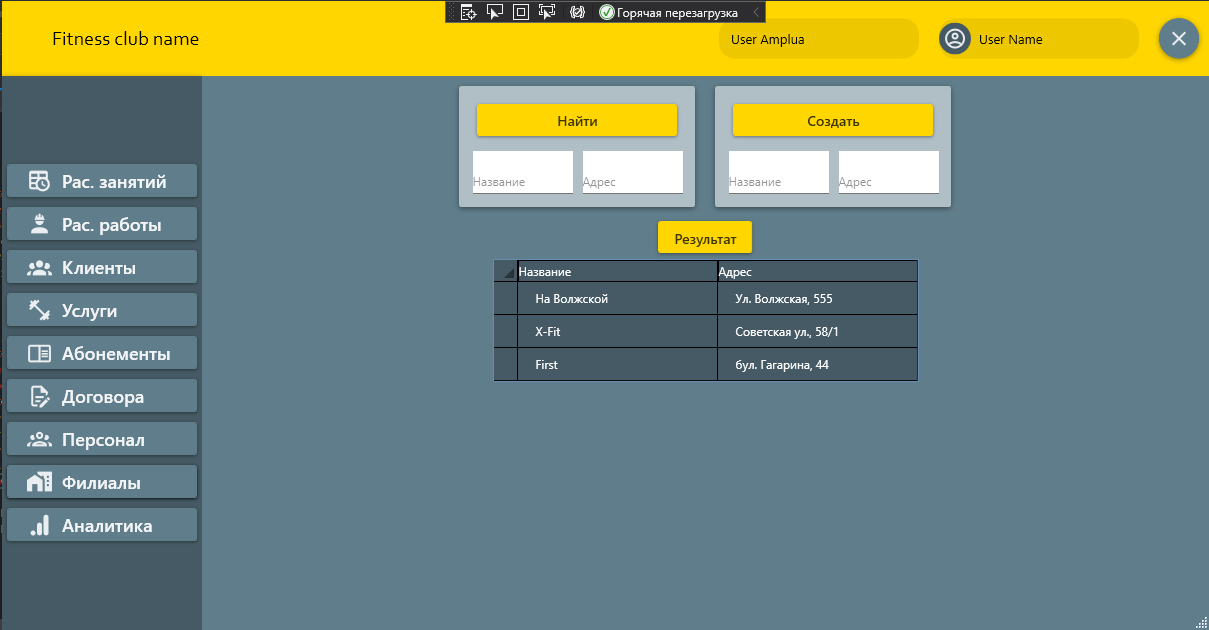 Горячая перезагрузка
Fitness club name
User Amplua
User Name
Найти
Создать
Название
Адрес
Название
Адрес
Рас. занятий
Рас. работы
Клиенты
Услуги
Абонементы
Договора
Персонал
Филиалы
Аналитика
Результат
Название Адрес
На Волжской Ул. Волжская, 555
X-Fit Советская ул., 58/1
First бул. Гагарина, 44